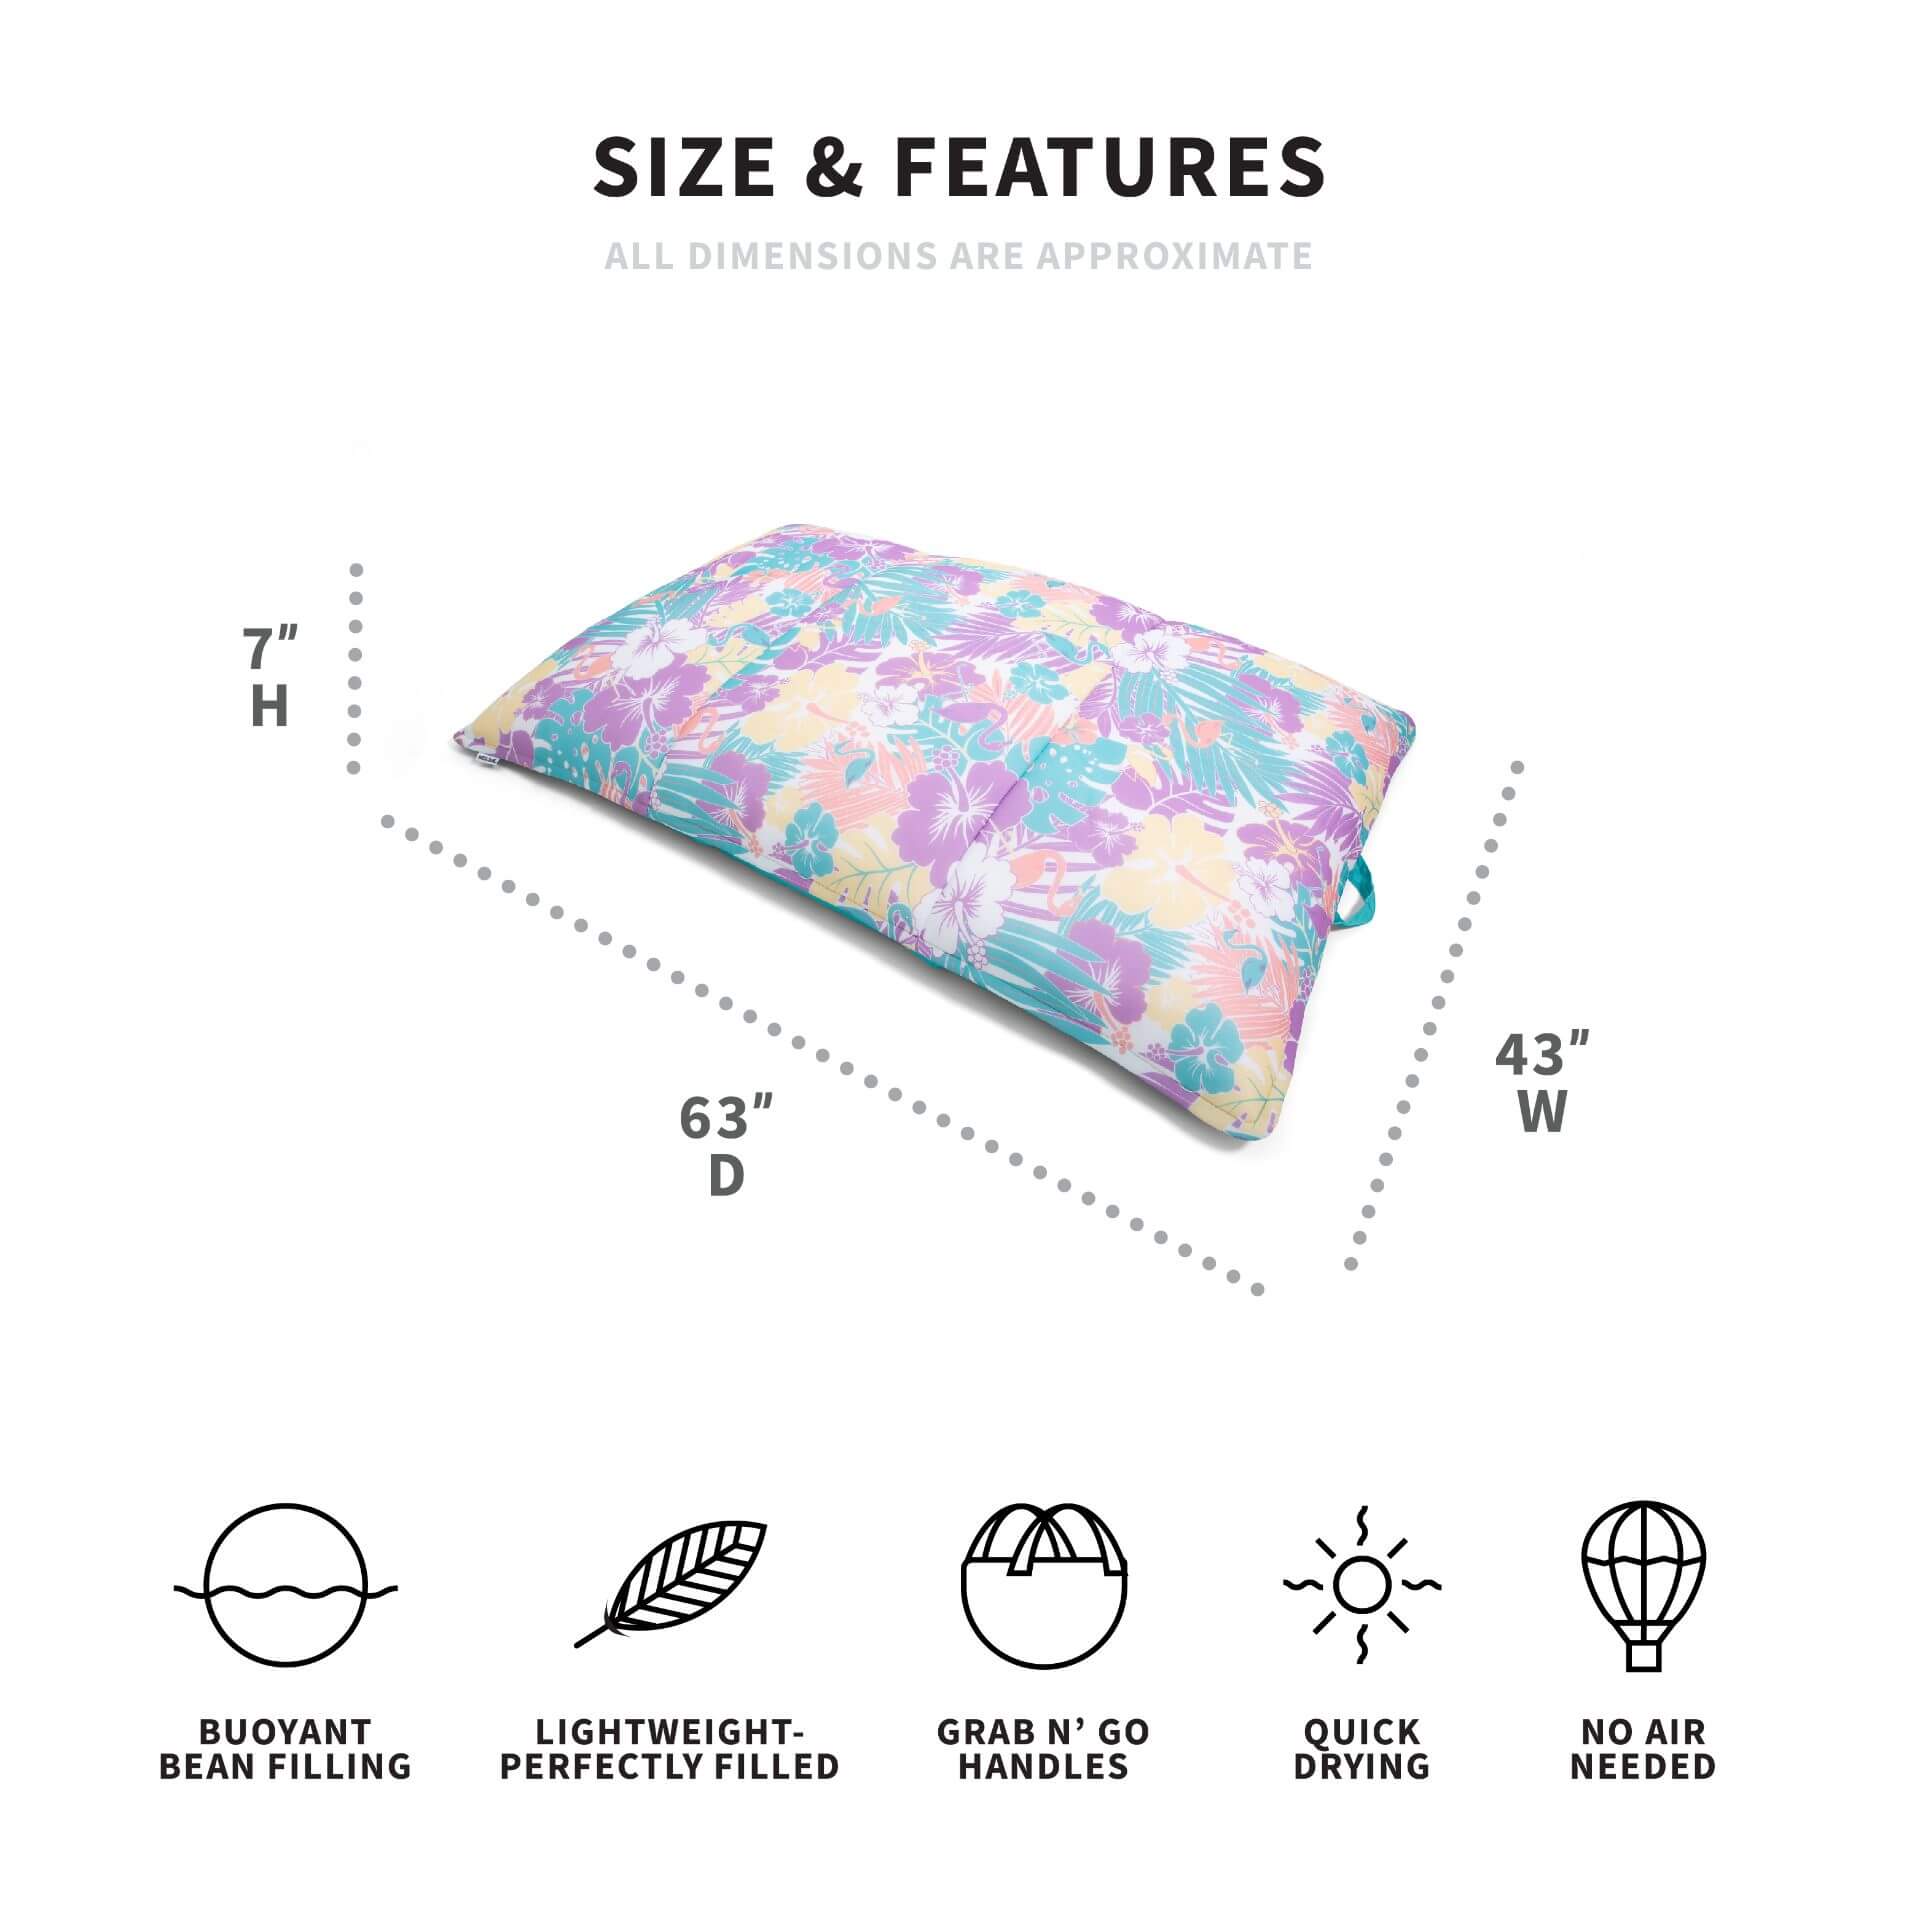 SIZE & FEATURES
ALL DIMENSIONS ARE APPROXIMATE
7"
H
63"
D
43"
W
BUOYANT
BEAN FILLING
LIGHTWEIGHT-
PERFECTLY FILLED
GRAB N’ GO
HANDLES
QUICK
DRYING
NO AIR
NEEDED